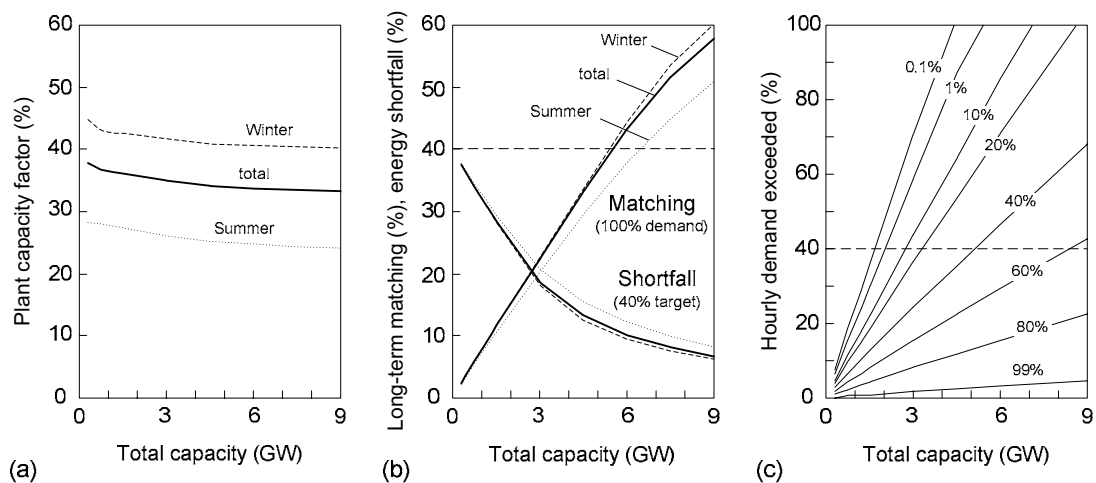 60
50
40
30
20
10
0
0
3
6
9
Plant capacity factor (%)
Winter
total
Summer
Total capacity (GW)
(a)
60
50
40
30
20
10
0
0
3
6
9
Long-term matching (%), energy shortfall (%)
Winter
total
Summer
Matching
(100% demand)
Shortfall
(40% target)
Total capacity (GW)
(b)
100
80
60
40
20
0
0
3
6
9
Hourly demand exceeded (%)
0.1%
1%
10%
20%
40%
60%
80%
99%
Total capacity (GW)
(c)